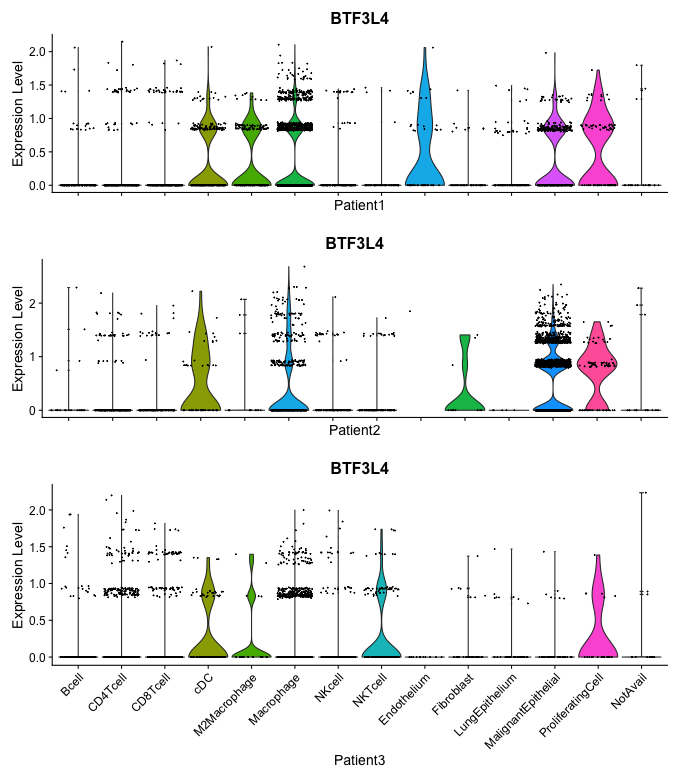 BTF3L4
Expression Level
2.0
1.5
1.0
0.5
0.0
Patient1
BTF3L4
Expression Level
2
1
0
Patient2
BTF3L4
Expression Level
2.0
1.5
1.0
0.5
0.0
Bcell
CD4Tcell
CD8Tcell
cDC
M2Macrophage
Macrophage
NKcell
NKTcell
Endothelium
Fibroblast
LungEpithelium
MalignantEpithelial
ProliferatingCell
NotAvail
Patient3